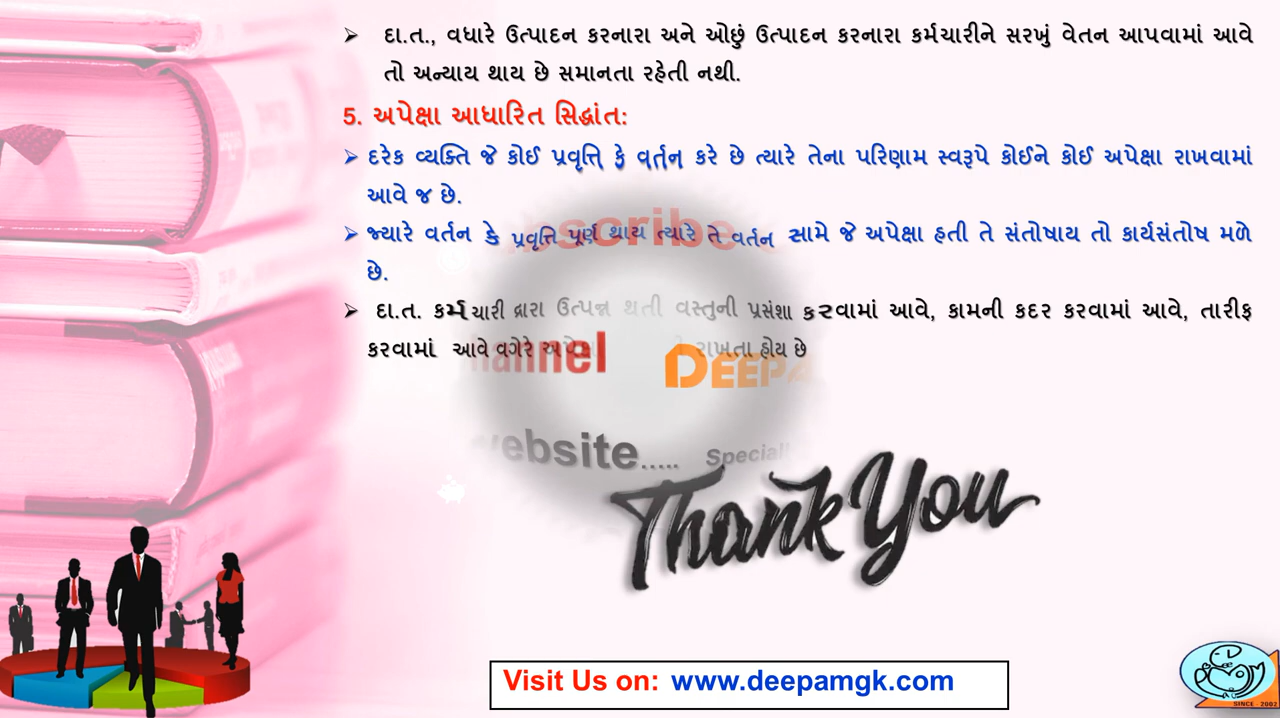 ➢ દા.ત., વધારે ઉત્પાદન કરનારા અને ઓછું ઉત્પાદન કરનારા કર્મચારીને સરખું વેતન આપવામાં આવે
તો અન્યાય થાય છે સમાનતા રહેતી નથી.
5. અપેક્ષા આધારિત સિદ્ધાંત:
➢ દરેક વ્યક્તિ જે કોઈ પ્રવૃત્તિ કે વર્તન કરે છે ત્યારે તેના પરિણામ સ્વરૂપે કોઈને કોઈ અપેક્ષા રાખવામાં
આવે જ છે.
➢ જ્યારે વર્તન કે પ્રવૃત્તિ પૂર્ણ થાય ત્યારે તે વર્તન સામે જે અપેક્ષા હતી તે સંતોષાય તો કાર્યસંતોષ મળે
છે.
➢ દા.ત. કર્મચારી દ્વારા ઉત્પન્ન થતી વસ્તુની પ્રસંશા કરવામાં આવે, કામની કદર કરવામાં આવે, તારીફ
કરવામાં આવે વગેરે રાખતા હોય છે
Thank You
Visit Us on: www.deepamgk.com
SINCE - 2002